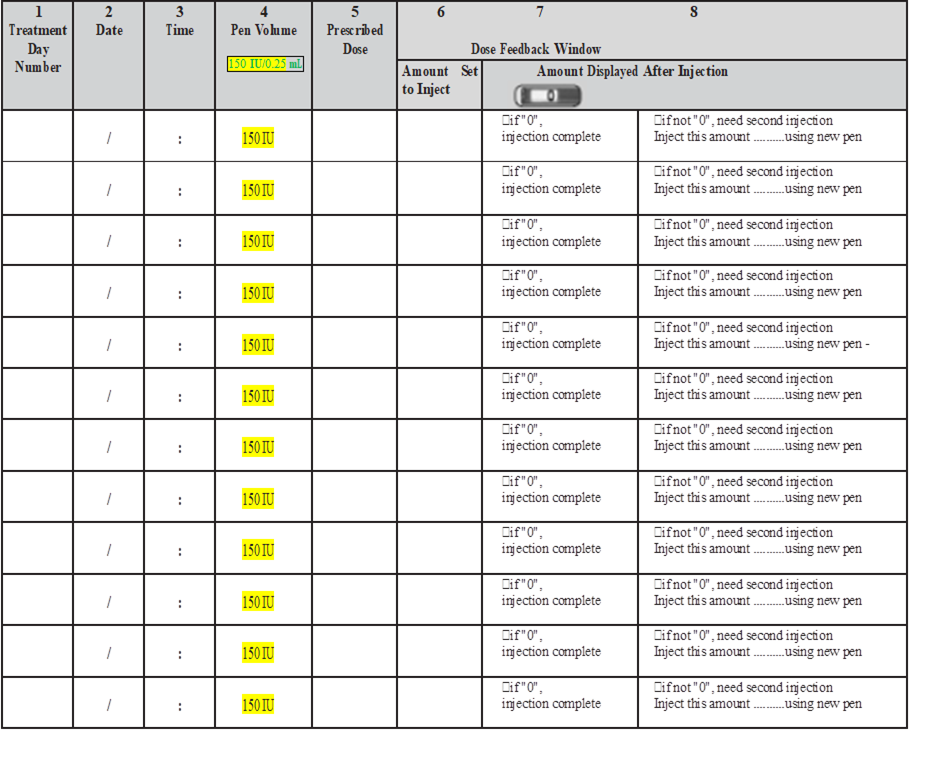 1 2 3 4 5 6 7 8
Treatment Date Time Pen Volume Prescribed
Day Dose Dose Feedback Window
Number 150 IU/0.25 mL
Amount Set Amount Displayed After Injection
to Inject
0
□if "0", □if not "0", need second injection
/ : 150 IU injection complete Inject this amount ..........using new pen
□if "0", □if not "0", need second injection
/ : 150 IU injection complete Inject this amount ..........using new pen
□if "0", □if not "0", need second injection
/ : 150 IU injection complete Inject this amount ..........using new pen
□if "0", □if not "0", need second injection
/ : 150 IU injection complete Inject this amount ..........using new pen
□if "0", □if not "0", need second injection
/ : 150 IU injection complete Inject this amount ..........using new pen -
□if "0", □if not "0", need second injection
/ : 150 IU injection complete Inject this amount ..........using new pen
□if "0", □if not "0", need second injection
/ : 150 IU injection complete Inject this amount ..........using new pen
□if "0", □if not "0", need second injection
/ : 150 IU injection complete Inject this amount ..........using new pen
□if "0", □if not "0", need second injection
/ : 150 IU injection complete Inject this amount ..........using new pen
□if "0", □if not "0", need second injection
/ : 150 IU injection complete Inject this amount ..........using new pen
□if "0", □if not "0", need second injection
/ : 150 IU injection complete Inject this amount ..........using new pen
□if "0", □if not "0", need second injection
/ : 150 IU injection complete Inject this amount ..........using new pen